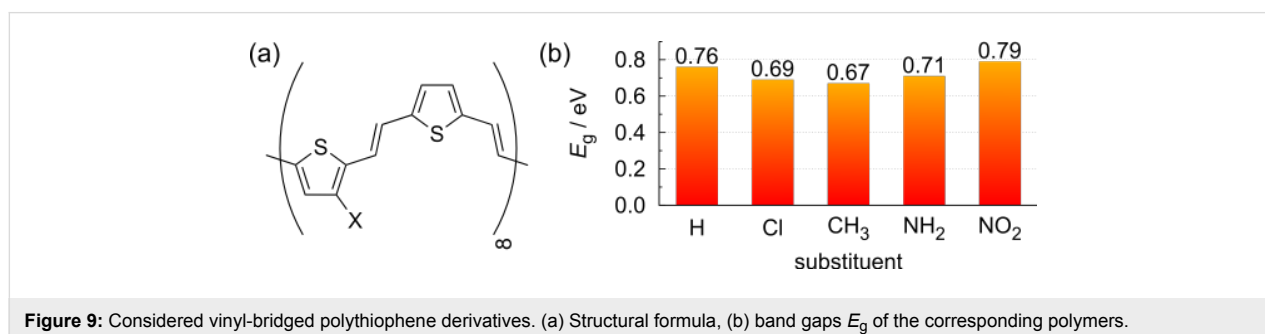 (a)
S
S
X
∞
(b)
E_g / eV
0.8
0.6
0.4
0.2
0.0
0.76
0.69
0.67
0.71
0.79
H
Cl
CH₃
NH₂
NO₂
substituent
Figure 9: Considered vinyl-bridged polythiophene derivatives. (a) Structural formula, (b) band gaps E_g of the corresponding polymers.